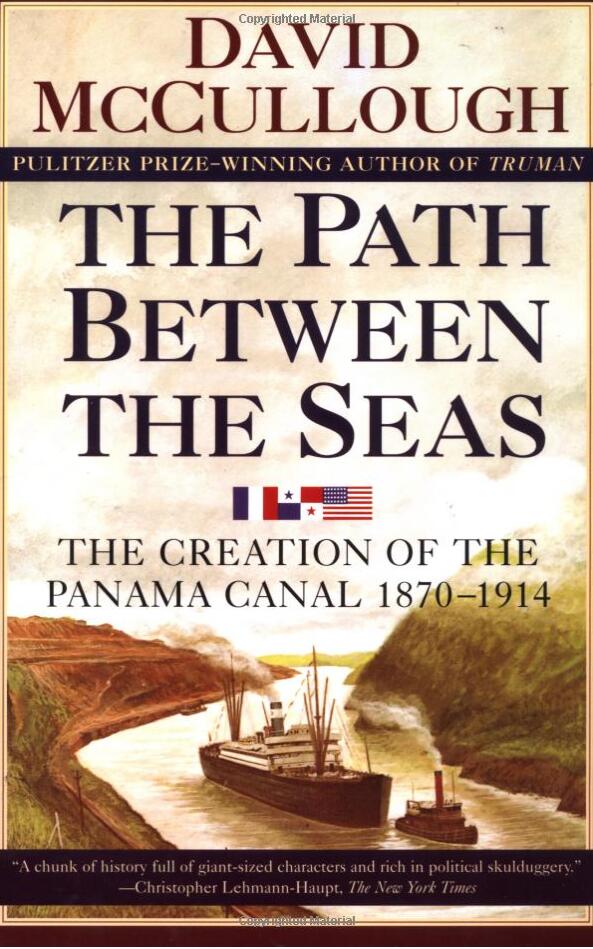 Copyrighted Material
DAVID
MCCULLOUGH
PULITZER PRIZE–WINNING AUTHOR OF TRUMAN
THE PATH
BETWEEN
THE SEAS
THE CREATION OF THE
PANAMA CANAL 1870–1914
“A chunk of history full of giant-sized characters and rich in political skulduggery.”
—Christopher Lehmann-Haupt, The New York Times
Copyrighted Material